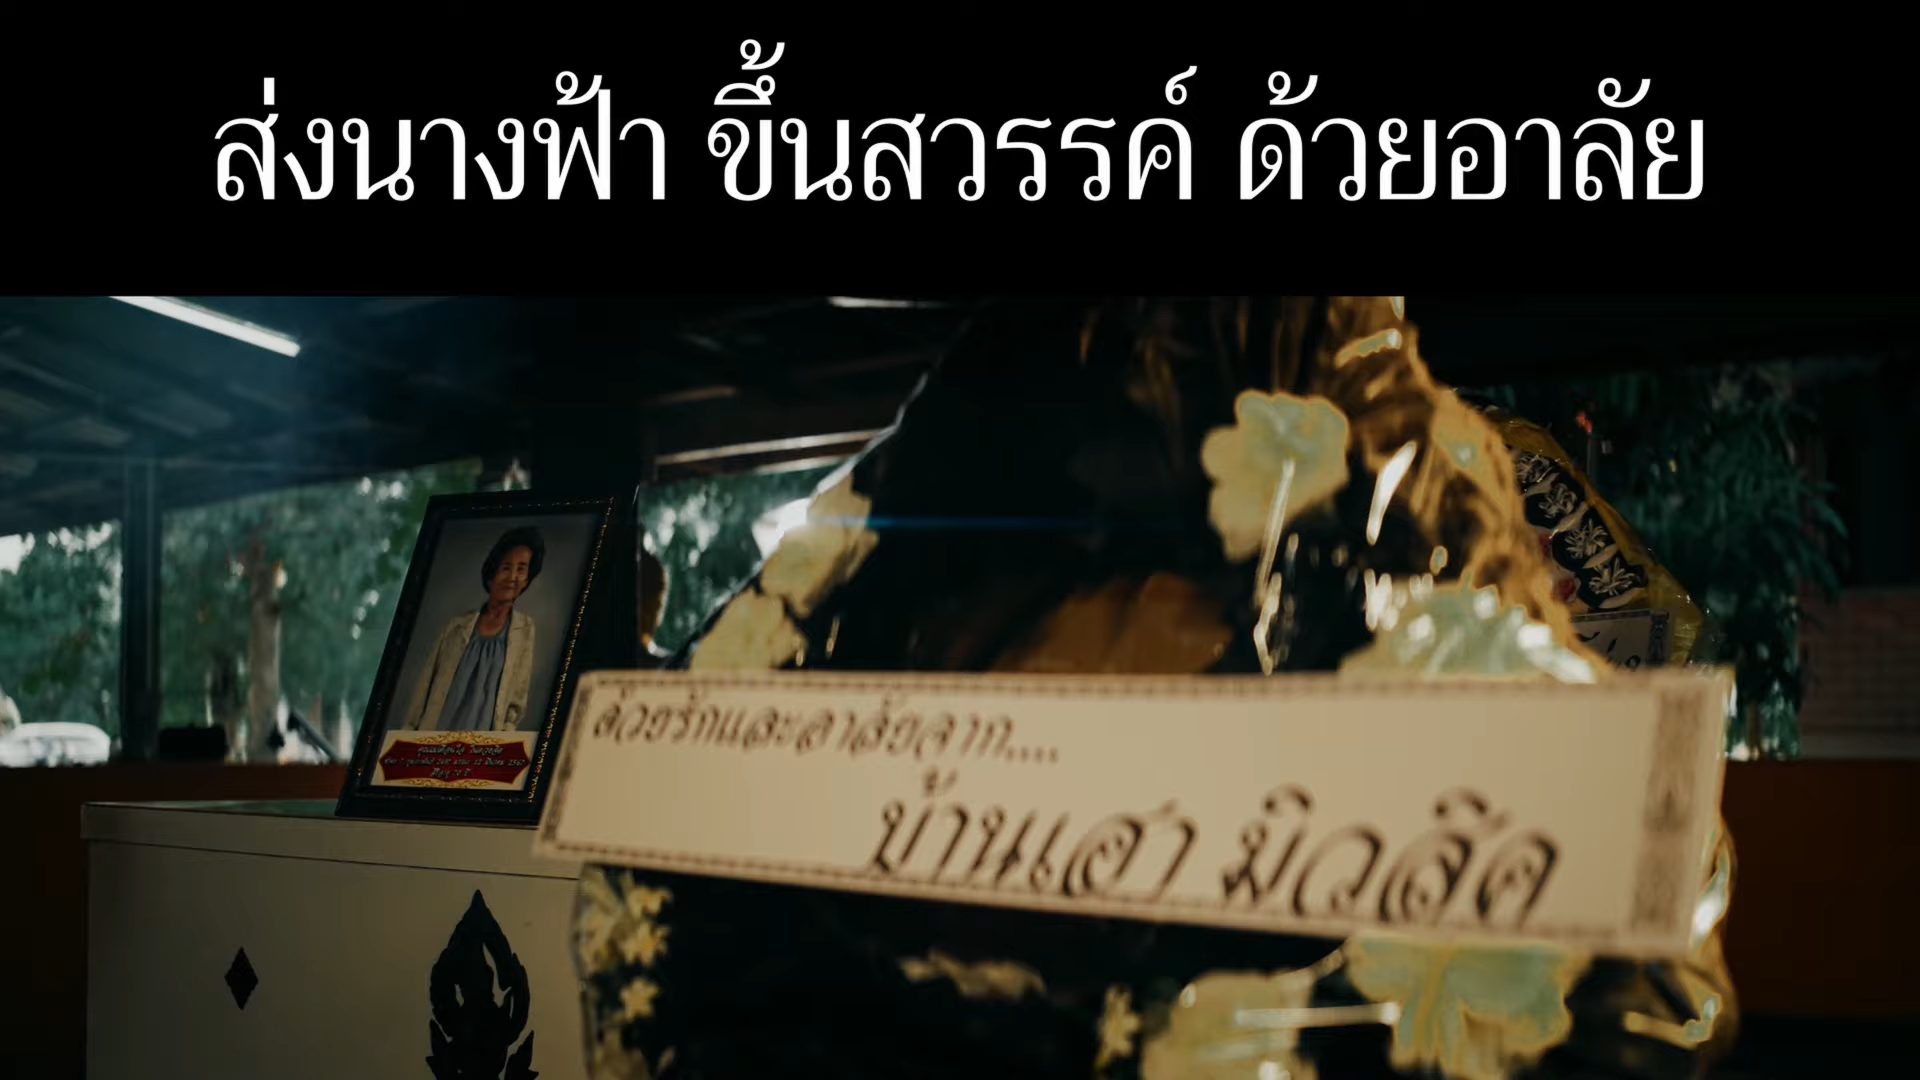 ส่งนางฟ้า ขึ้นสวรรค์ ด้วยอาลัย
ด้วยรักและอาลัยจาก....
บ้านเฮา มิวสิค